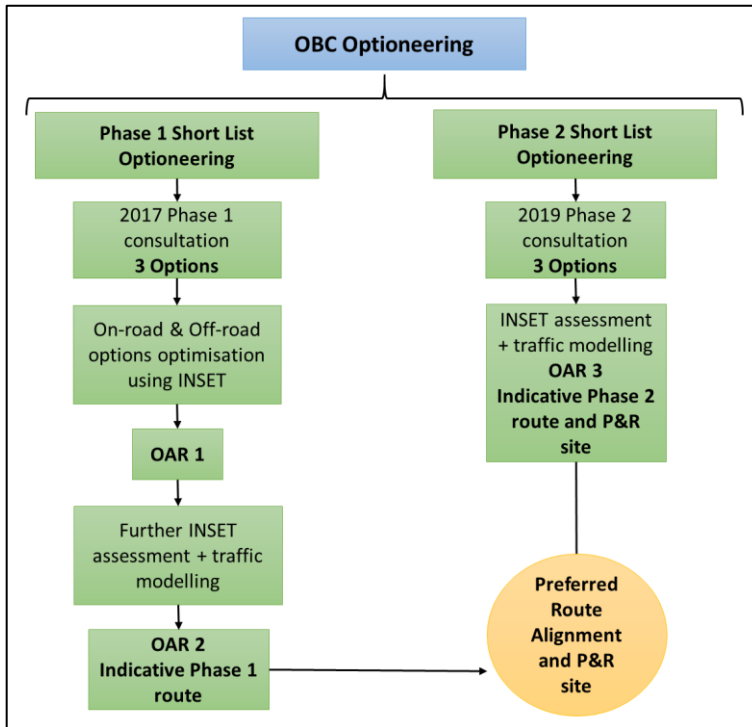 OBC Optioneering
Phase 1 Short List
Optioneering
2017 Phase 1
consultation
3 Options
On-road & Off-road
options optimisation
using INSET
OAR 1
Further INSET
assessment + traffic
modelling
OAR 2
Indicative Phase 1
route
Phase 2 Short List
Optioneering
2019 Phase 2
consultation
3 Options
INSET assessment
+ traffic modelling
OAR 3
Indicative Phase 2
route and P&R
site
Preferred
Route
Alignment
and P&R
site